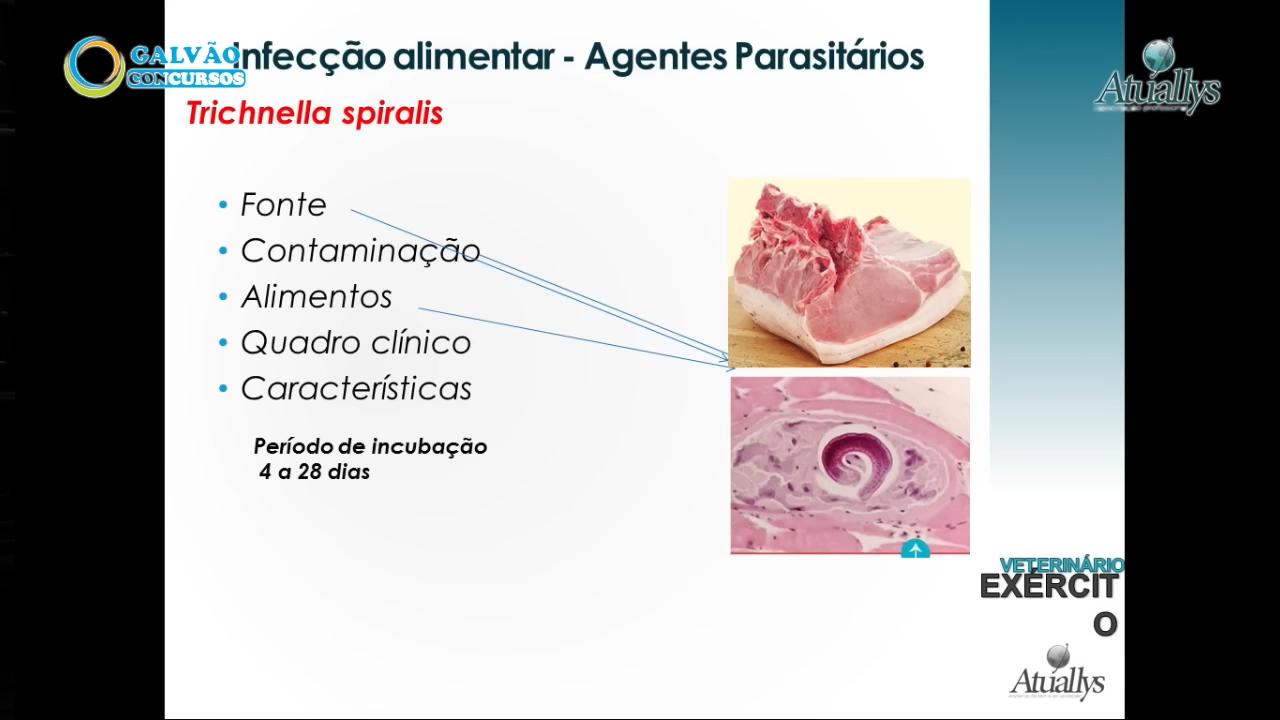 GALVÃO
CONCURSOS
Infecção alimentar - Agentes Parasitários
Atuallys
Trichnella spiralis
• Fonte
• Contaminação
• Alimentos
• Quadro clínico
• Características
Período de incubação
4 a 28 dias
VETERINÁRIO
EXÉRCIT
O
Atuallys